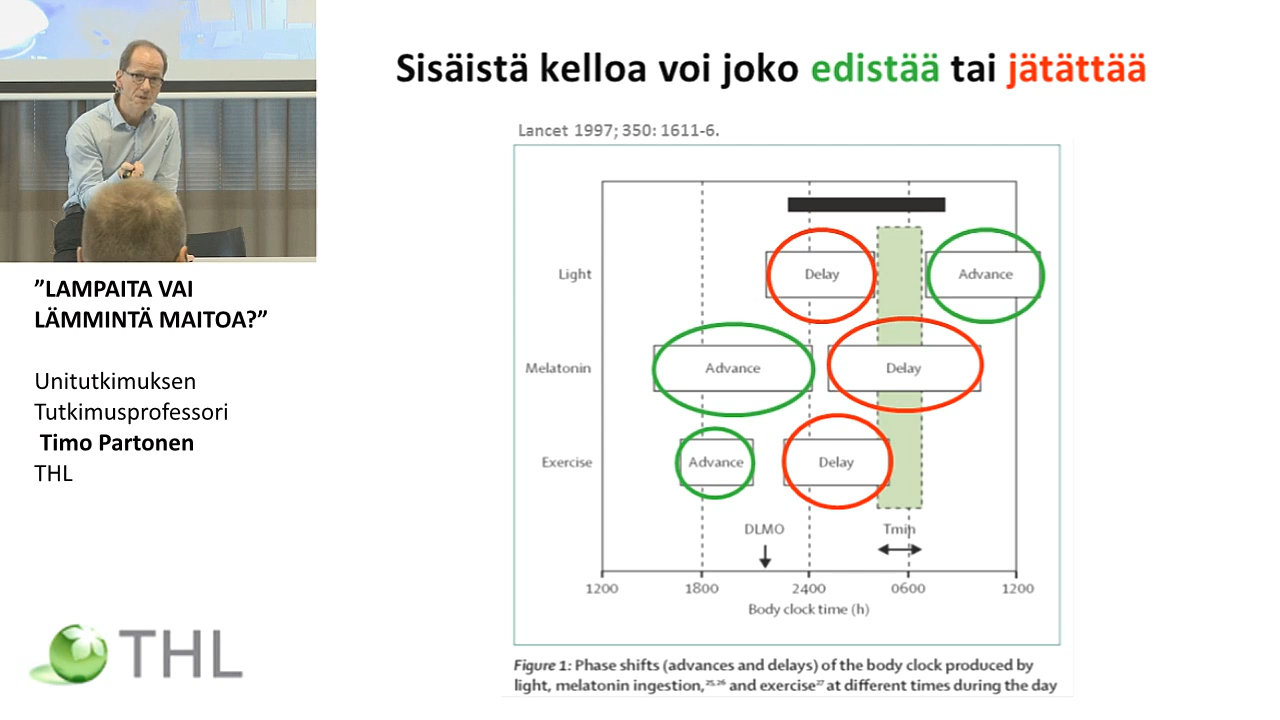 Sisäistä kelloa voi joko edistää tai jätättää
Lancet 1997; 350: 1611-6.
Light
Delay
Advance
Melatonin
Advance
Delay
Exercise
Advance
Delay
DLMO
Tmin
1200
1800
2400
0600
1200
Body clock time (h)
Figure 1: Phase shifts (advances and delays) of the body clock produced by
light, melatonin ingestion,25,26 and exercise27 at different times during the day
”LAMPAITA VAI
LÄMMINTÄ MAITOA?”
Unitutkimuksen
Tutkimusprofessori
Timo Partonen
THL
THL